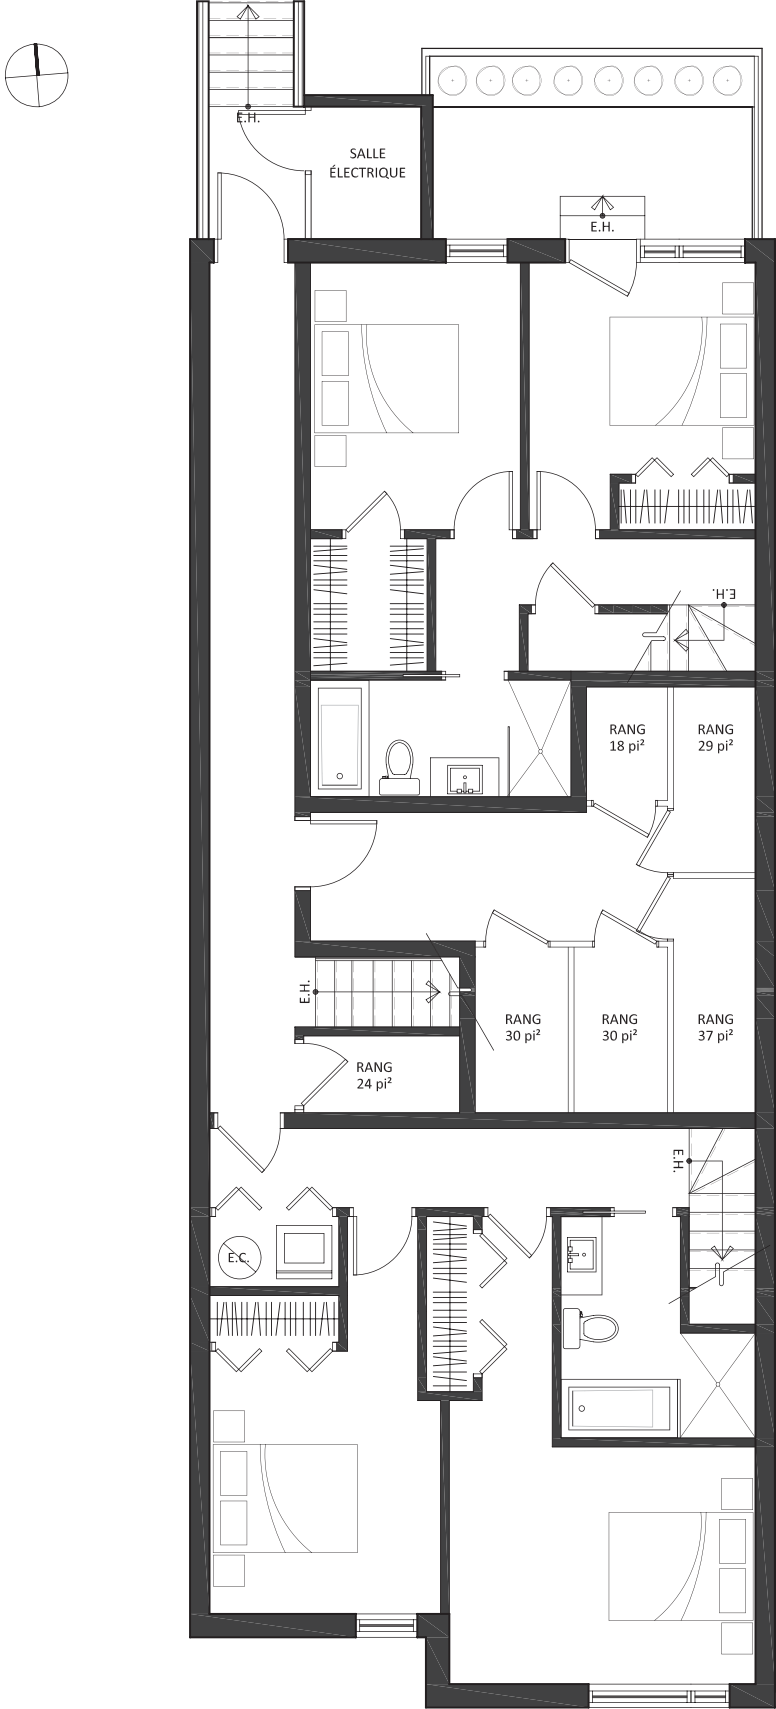 E.H.
SALLE
ÉLECTRIQUE
E.H.
E.H.
RANG
18 pi²
RANG
29 pi²
E.H.
RANG
30 pi²
RANG
30 pi²
RANG
37 pi²
RANG
24 pi²
E.H.
E.C.